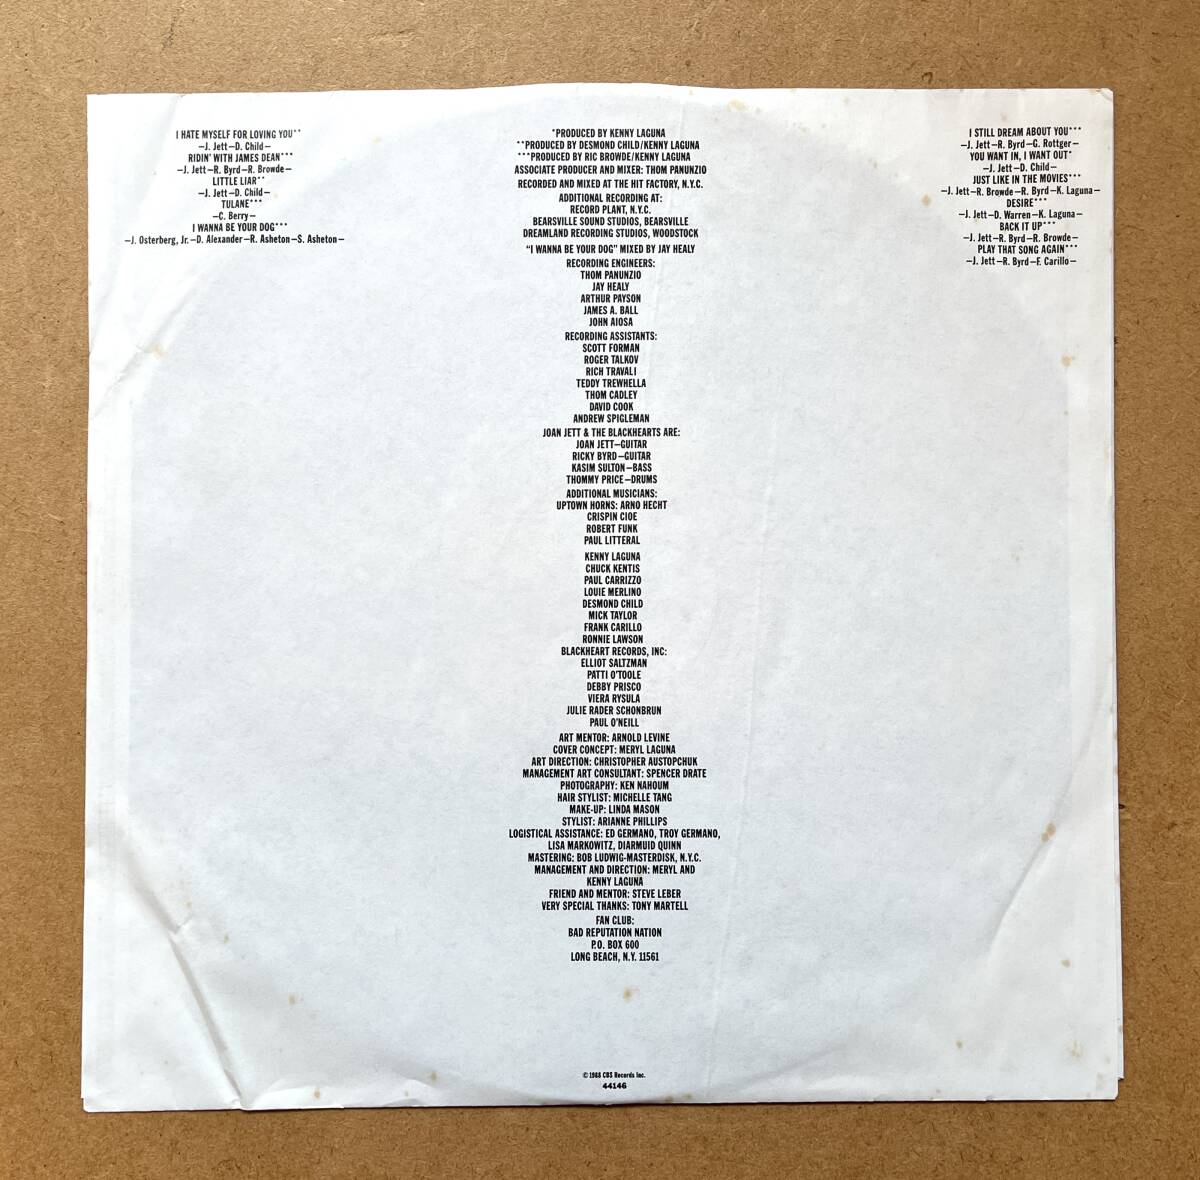 I HATE MYSELF FOR LOVING YOU**
–J. Jett–D. Child–
RIDIN' WITH JAMES DEAN***
–J. Jett–R. Byrd–R. Browde–
LITTLE LIAR**
–J. Jett–D. Child–
TULANE***
–C. Berry–
I WANNA BE YOUR DOG***
–J. Osterberg, Jr.–D. Alexander–R. Asheton–S. Asheton–
*PRODUCED BY KENNY LAGUNA
**PRODUCED BY DESMOND CHILD/KENNY LAGUNA
***PRODUCED BY RIC BROWDE/KENNY LAGUNA
ASSOCIATE PRODUCER AND MIXER: THOM PANUNZIO
RECORDED AND MIXED AT THE HIT FACTORY, N.Y.C.
ADDITIONAL RECORDING AT:
RECORD PLANT, N.Y.C.
BEARSVILLE SOUND STUDIOS, BEARSVILLE
DREAMLAND RECORDING STUDIOS, WOODSTOCK
"I WANNA BE YOUR DOG" MIXED BY JAY HEALY
RECORDING ENGINEERS:
THOM PANUNZIO
JAY HEALY
ARTHUR PAYSON
JAMES A. BALL
JOHN AIOSA
RECORDING ASSISTANTS:
SCOTT FORMAN
ROGER TALKOV
RICH TRAVALI
TEDDY TREWHELLA
THOM CADLEY
DAVID COOK
ANDREW SPIGLEMAN
JOAN JETT & THE BLACKHEARTS ARE:
JOAN JETT–GUITAR
RICKY BYRD–GUITAR
KASIM SULTON–BASS
THOMMY PRICE–DRUMS
ADDITIONAL MUSICIANS:
UPTOWN HORNS: ARNO HECHT
CRISPIN CIOE
ROBERT FUNK
PAUL LITTERAL
KENNY LAGUNA
CHUCK KENTIS
PAUL CARRIZZO
LOUIE MERLINO
DESMOND CHILD
MICK TAYLOR
FRANK CARILLO
RONNIE LAWSON
BLACKHEART RECORDS, INC:
ELLIOT SALTZMAN
PATTI O'TOOLE
DEBBY PRISCO
VIERA RYSULA
JULIE RADER SCHONBRUN
PAUL O'NEILL
ART MENTOR: ARNOLD LEVINE
COVER CONCEPT: MERYL LAGUNA
ART DIRECTION: CHRISTOPHER AUSTOPCHUK
MANAGEMENT ART CONSULTANT: SPENCER DRATE
PHOTOGRAPHY: KEN NAHOUM
HAIR STYLIST: MICHELLE TANG
MAKE-UP: LINDA MASON
STYLIST: ARIANNE PHILLIPS
LOGISTICAL ASSISTANCE: ED GERMANO, TROY GERMANO,
LISA MARKOWITZ, DIARMUID QUINN
MASTERING: BOB LUDWIG-MASTERDISK, N.Y.C.
MANAGEMENT AND DIRECTION: MERYL AND
KENNY LAGUNA
FRIEND AND MENTOR: STEVE LEBER
VERY SPECIAL THANKS: TONY MARTELL
FAN CLUB:
BAD REPUTATION NATION
P.O. BOX 600
LONG BEACH, N.Y. 11561
© 1988 CBS Records Inc.
44146
I STILL DREAM ABOUT YOU***
–J. Jett–R. Byrd–G. Rottger–
YOU WANT IN, I WANT OUT*
–J. Jett–D. Child–
JUST LIKE IN THE MOVIES***
–J. Jett–R. Browde–R. Byrd–K. Laguna–
DESIRE***
–J. Jett–D. Warren–K. Laguna–
BACK IT UP***
–J. Jett–R. Byrd–R. Browde–
PLAY THAT SONG AGAIN***
–J. Jett–R. Byrd–F. Carillo–